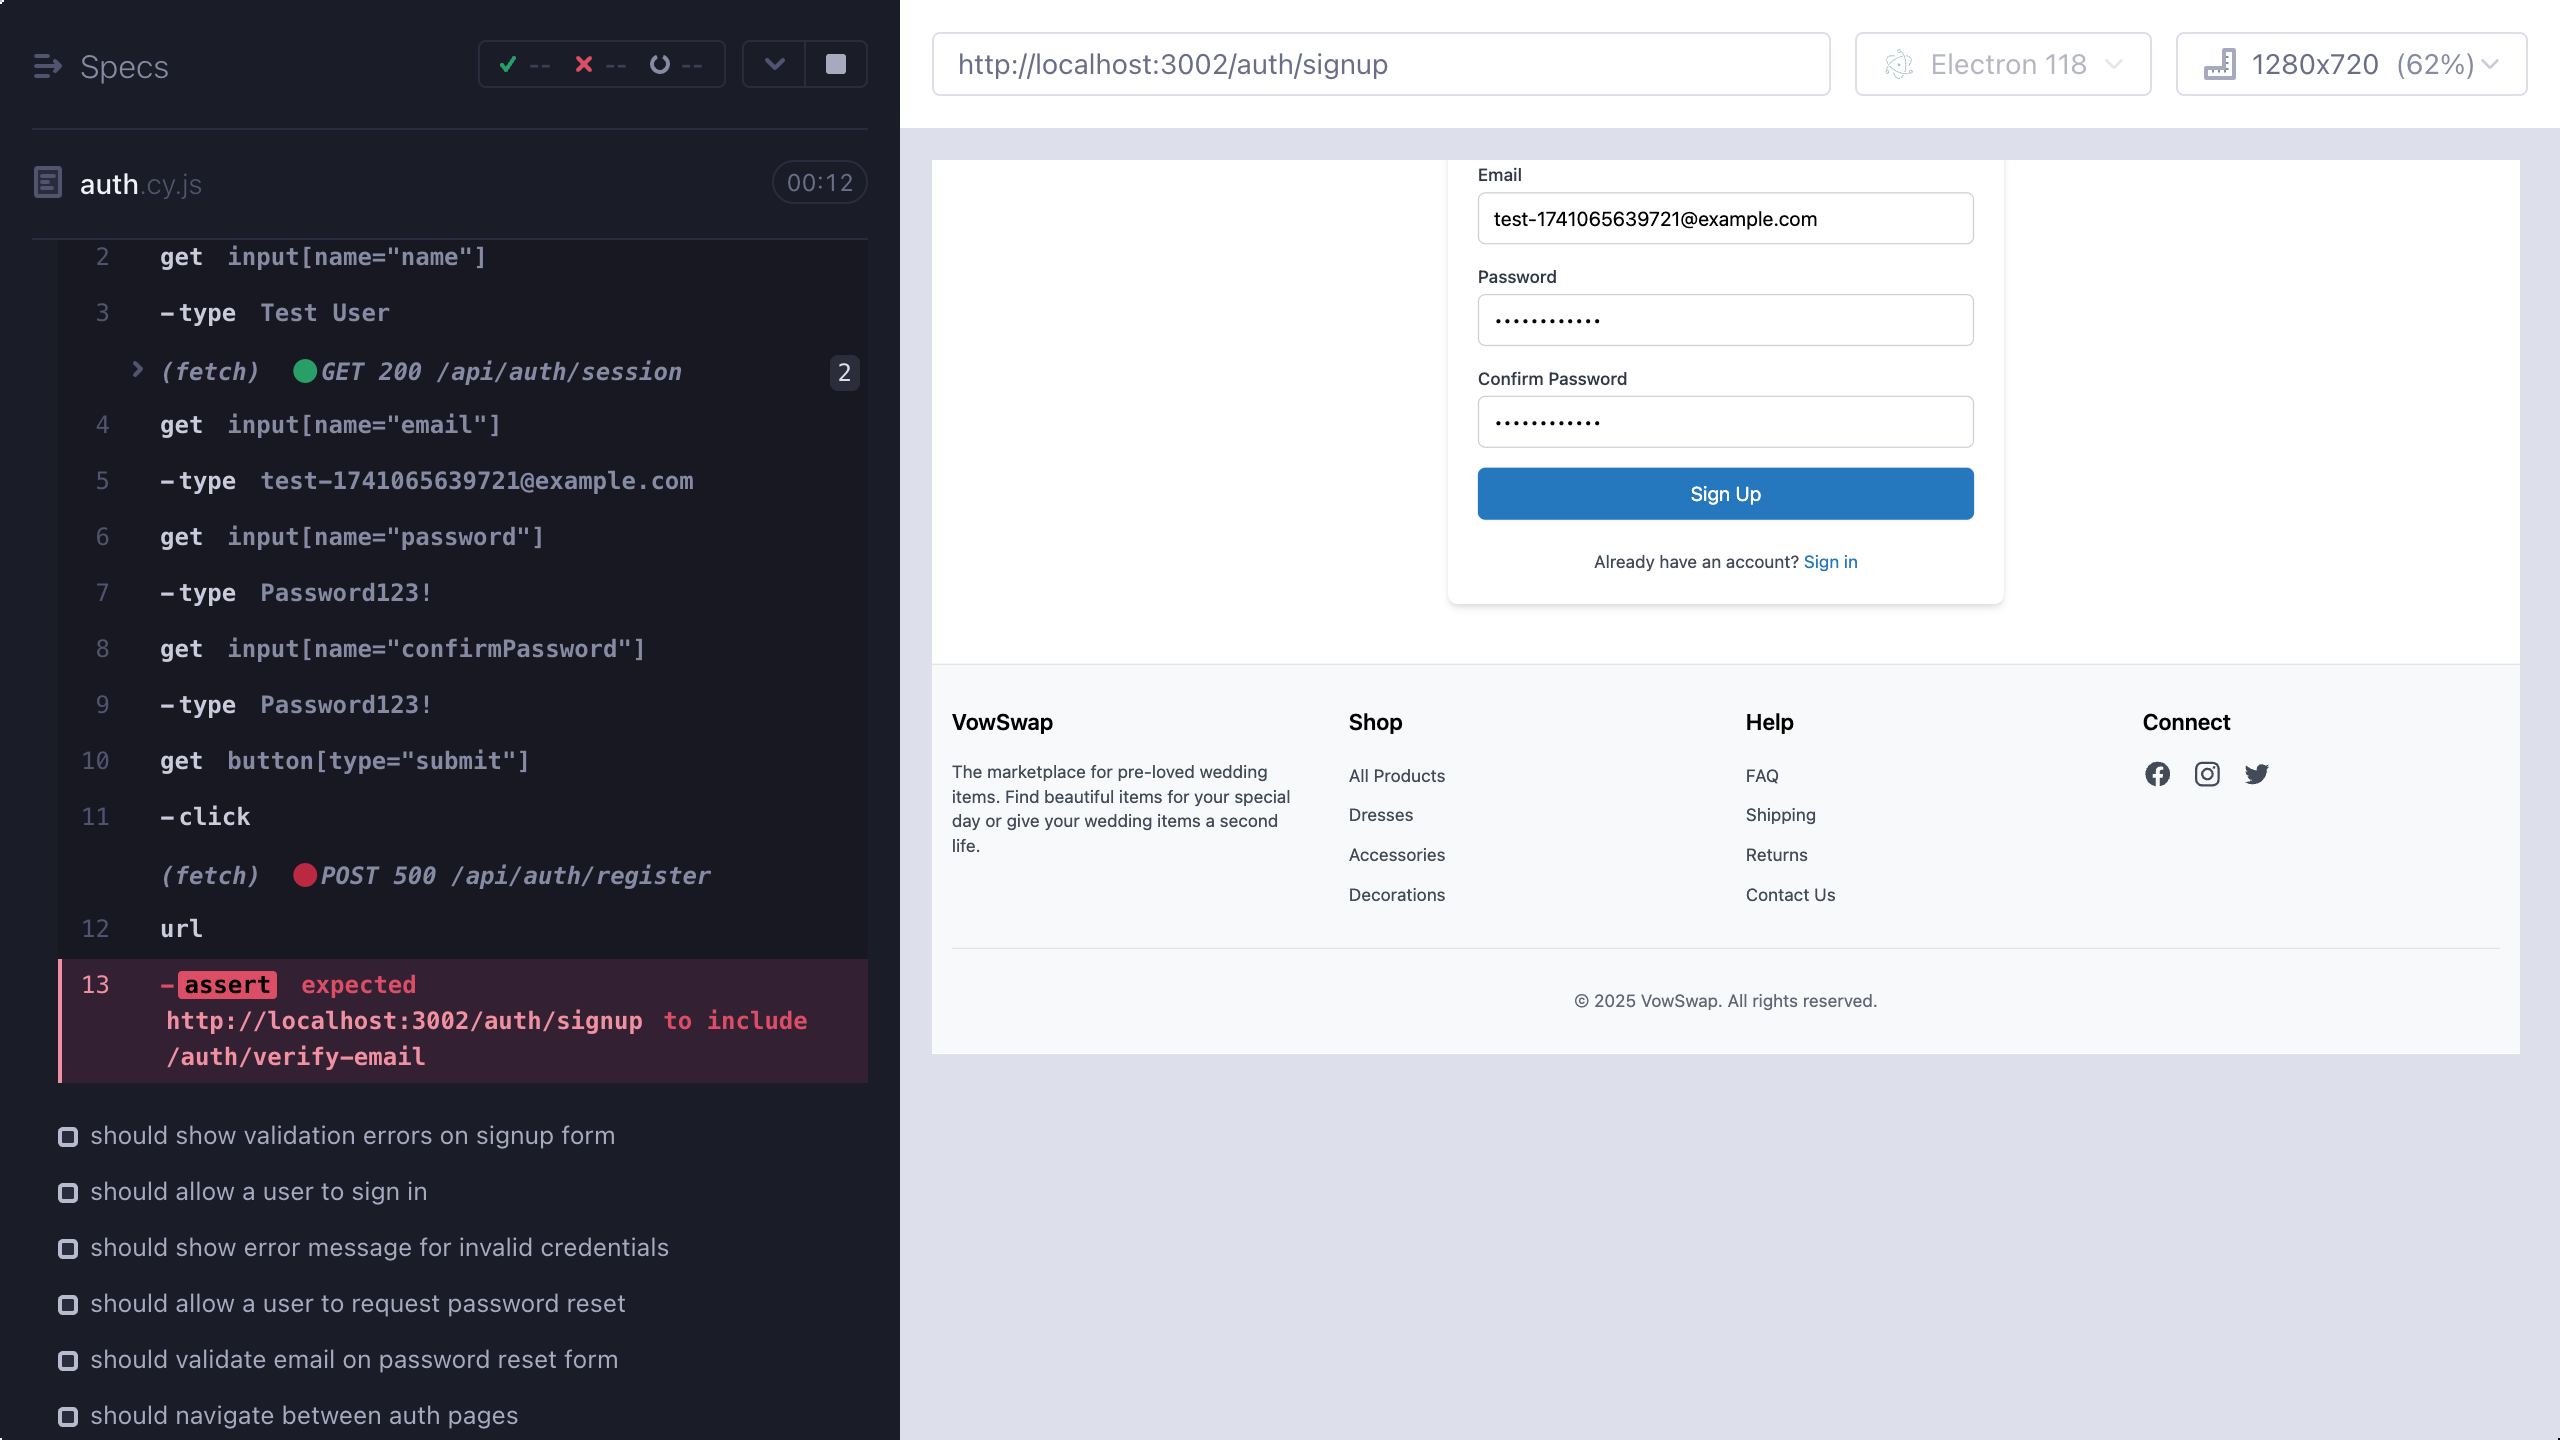 Specs
-- -- --
auth.cy.js
00:12
2 get input[name="name"]
3 -type Test User
(fetch) GET 200 /api/auth/session 2
4 get input[name="email"]
5 -type test-1741065639721@example.com
6 get input[name="password"]
7 -type Password123!
8 get input[name="confirmPassword"]
9 -type Password123!
10 get button[type="submit"]
11 -click
(fetch) POST 500 /api/auth/register
12 url
13 -assert expected
http://localhost:3002/auth/signup to include
/auth/verify-email
should show validation errors on signup form
should allow a user to sign in
should show error message for invalid credentials
should allow a user to request password reset
should validate email on password reset form
should navigate between auth pages
http://localhost:3002/auth/signup
Electron 118
1280x720 (62%)
Email
test-1741065639721@example.com
Password
••••••••••••
Confirm Password
••••••••••••
Sign Up
Already have an account? Sign in
VowSwap
The marketplace for pre-loved wedding
items. Find beautiful items for your special
day or give your wedding items a second
life.
Shop
All Products
Dresses
Accessories
Decorations
Help
FAQ
Shipping
Returns
Contact Us
Connect
© 2025 VowSwap. All rights reserved.